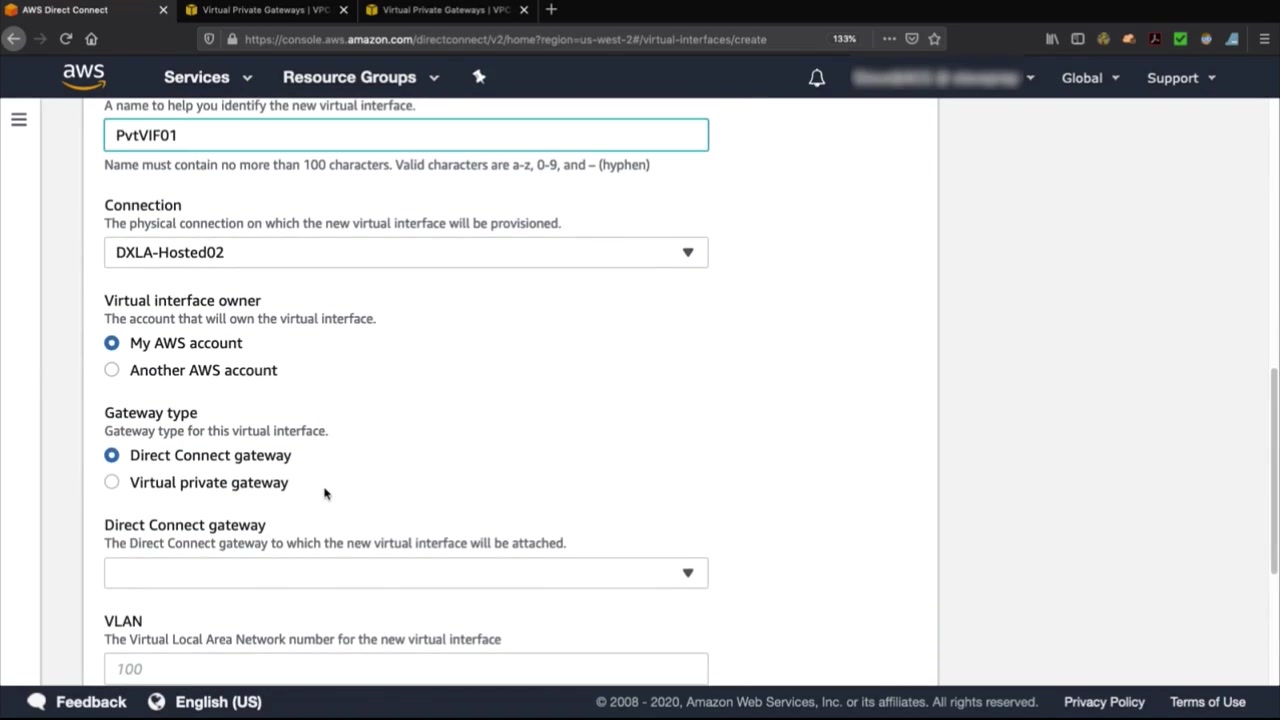 AWS Direct Connect
Virtual Private Gateways | VPC
Virtual Private Gateways | VPC
https://console.aws.amazon.com/directconnect/v2/home?region=us-west-2#/virtual-interfaces/create
133%
aws
Services
Resource Groups
Global
Support
A name to help you identify the new virtual interface.
PvtVIF01
Name must contain no more than 100 characters. Valid characters are a-z, 0-9, and – (hyphen)
Connection
The physical connection on which the new virtual interface will be provisioned.
DXLA-Hosted02
Virtual interface owner
The account that will own the virtual interface.
My AWS account
Another AWS account
Gateway type
Gateway type for this virtual interface.
Direct Connect gateway
Virtual private gateway
Direct Connect gateway
The Direct Connect gateway to which the new virtual interface will be attached.
VLAN
The Virtual Local Area Network number for the new virtual interface
100
Feedback
English (US)
© 2008 - 2020, Amazon Web Services, Inc. or its affiliates. All rights reserved.
Privacy Policy
Terms of Use